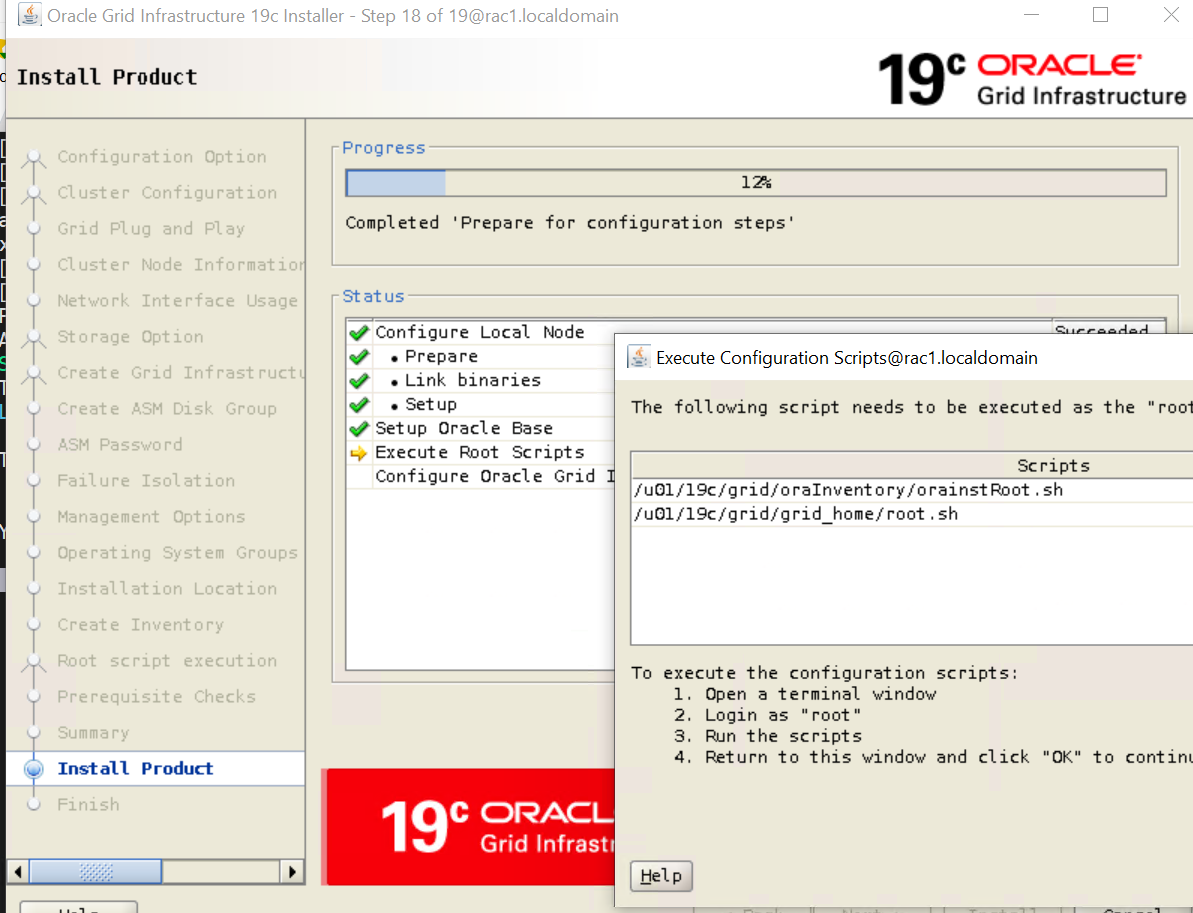 Oracle Grid Infrastructure 19c Installer - Step 18 of 19@rac1.localdomain
Install Product
19c ORACLE
Grid Infrastructure
Configuration Option
Cluster Configuration
Grid Plug and Play
Cluster Node Information
Network Interface Usage
Storage Option
Create Grid Infrastructu
Create ASM Disk Group
ASM Password
Failure Isolation
Management Options
Operating System Groups
Installation Location
Create Inventory
Root script execution
Prerequisite Checks
Summary
Install Product
Finish
Help
Progress
12%
Completed 'Prepare for configuration steps'
Status
Configure Local Node Succeeded
• Prepare
• Link binaries
• Setup
Setup Oracle Base
Execute Root Scripts
Configure Oracle Grid I
19c ORACL
Grid Infrast
Execute Configuration Scripts@rac1.localdomain
The following script needs to be executed as the "root
Scripts
/u01/19c/grid/oraInventory/orainstRoot.sh
/u01/19c/grid/grid_home/root.sh
To execute the configuration scripts:
1. Open a terminal window
2. Login as "root"
3. Run the scripts
4. Return to this window and click "OK" to continu
Help
Cancel